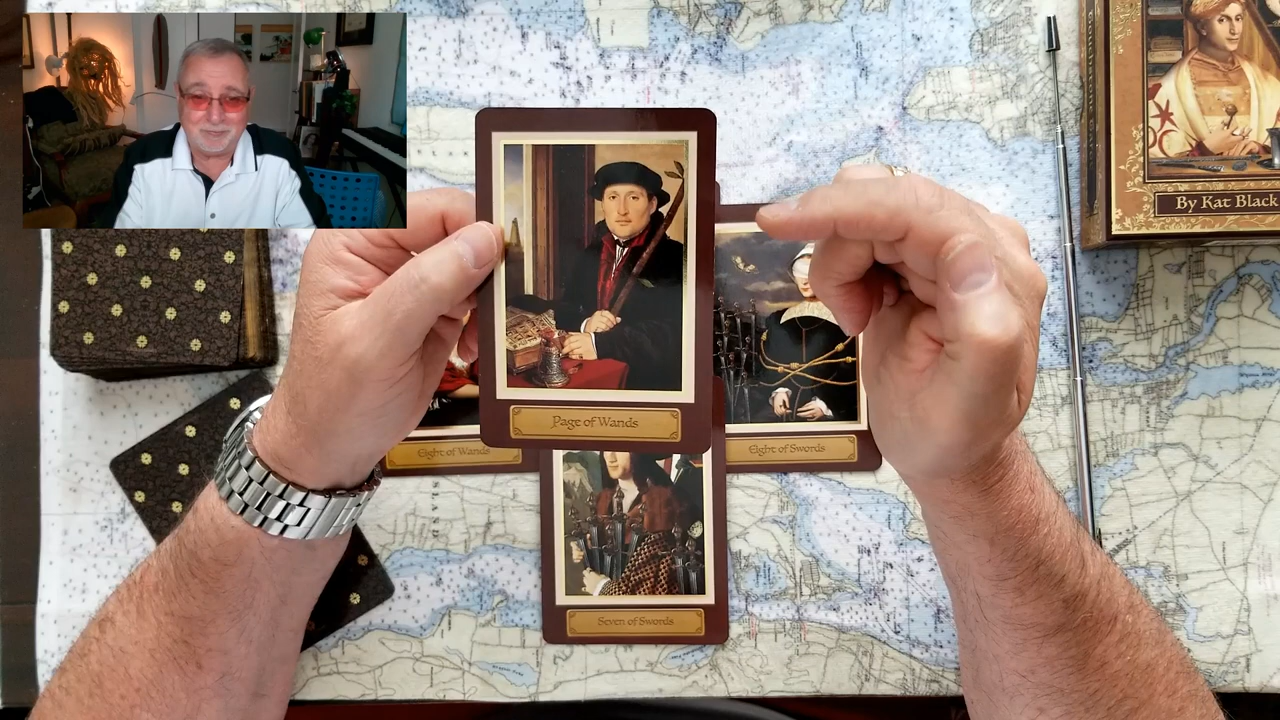 Page of Wands
Eight of Wands
Eight of Swords
Seven of Swords
By Kat Black